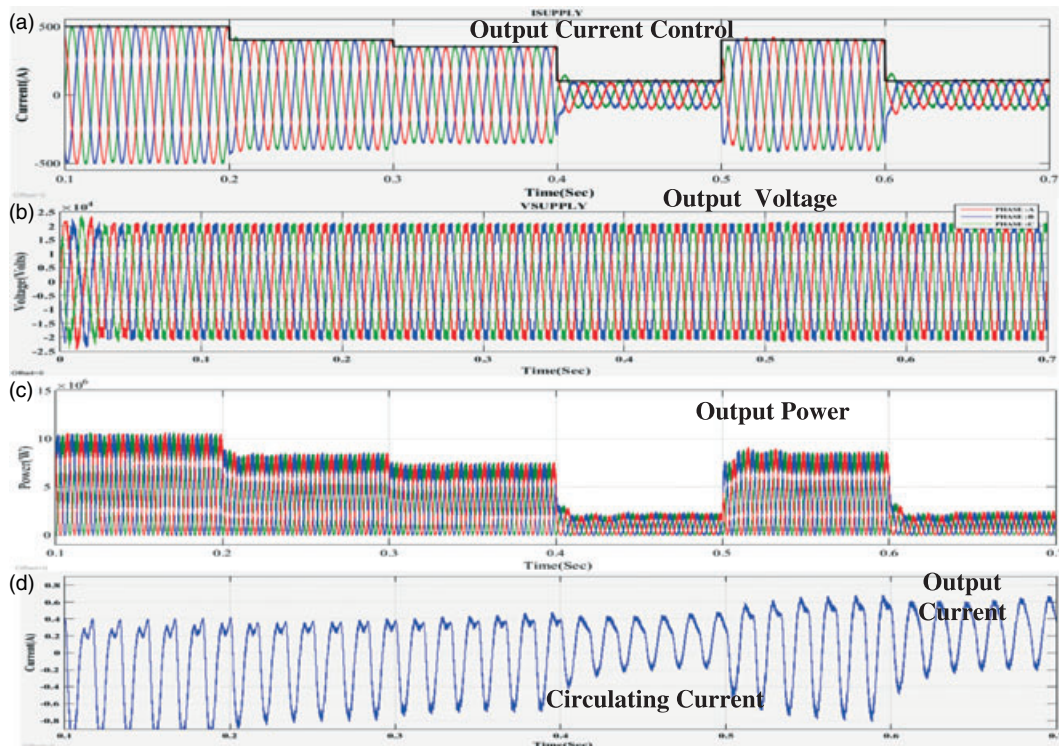 (a)
ISUPPLY
Output Current Control
Current(A)
500
0
-500
0.1 0.2 0.3 0.4 0.5 0.6 0.7
Time(Sec)
Output Voltage
(b)
×10⁴
VSUPPLY
PHASE :A
PHASE :B
PHASE :C
Voltage(Volts)
2.5
2
1.5
1
0.5
0
-0.5
-1
-1.5
-2
-2.5
0 0.1 0.2 0.3 0.4 0.5 0.6 0.7
Time(Sec)
(c)
×10⁶
Output Power
Power(W)
15
10
5
0
0.1 0.2 0.3 0.4 0.5 0.6
Time(Sec)
(d)
Output
Current
Current(A)
0.8
0.6
0.4
0.2
0
-0.2
-0.4
-0.6
-0.8
Circulating Current
0.1 0.2 0.3 0.4 0.5 0.6
Time(Sec)